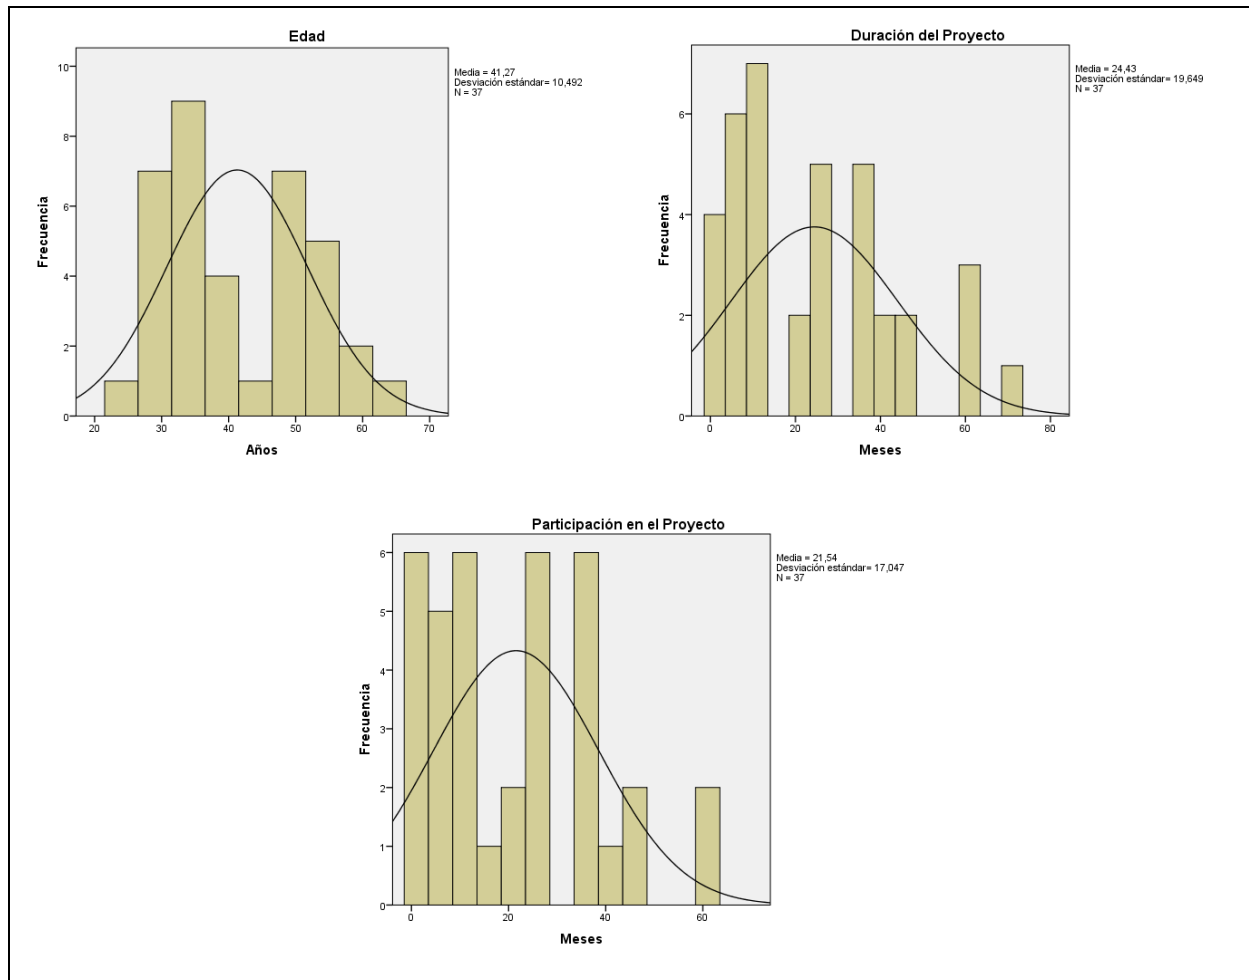 Edad
Media = 41,27
Desviación estándar= 10,492
N = 37
10
8
6
4
2
0
Frecuencia
20 30 40 50 60 70
Años
Duración del Proyecto
Media = 24,43
Desviación estándar= 19,649
N = 37
6
4
2
0
Frecuencia
0 20 40 60 80
Meses
Participación en el Proyecto
Media = 21,54
Desviación estándar= 17,047
N = 37
6
5
4
3
2
1
0
Frecuencia
0 20 40 60
Meses